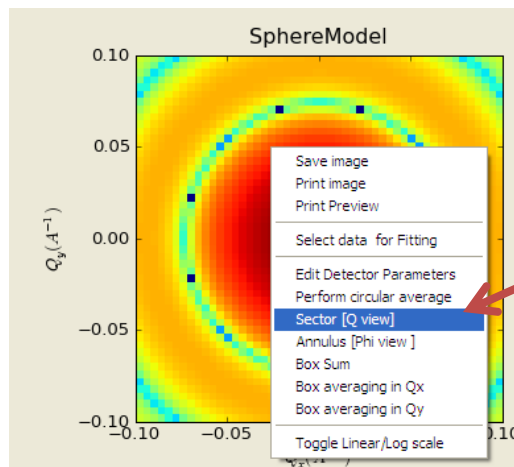 SphereModel
0.10
0.05
0.00
−0.05
−0.10
Qy(A⁻¹)
Save image
Print image
Print Preview
Select data for Fitting
Edit Detector Parameters
Perform circular average
Sector [Q view]
Annulus [Phi view ]
Box Sum
Box averaging in Qx
Box averaging in Qy
Toggle Linear/Log scale
−0.10
−0.05